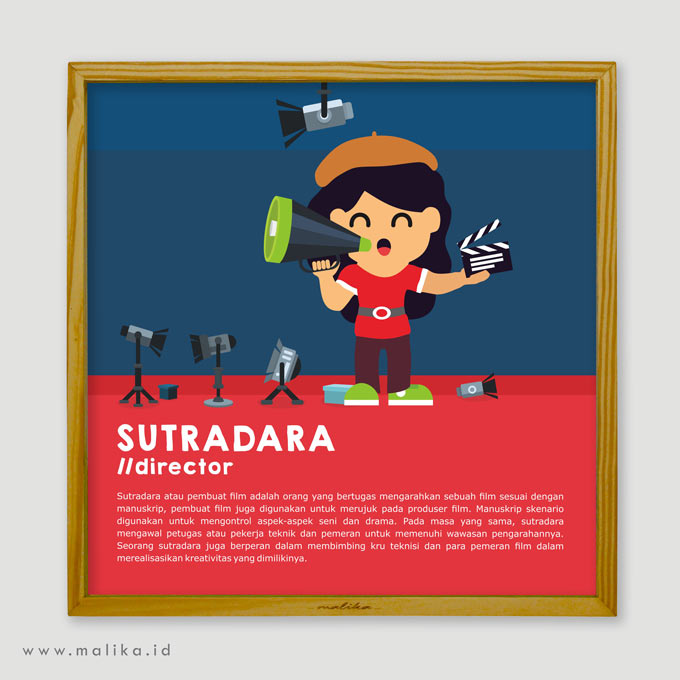 SUTRADARA
//director
Sutradara atau pembuat film adalah orang yang bertugas mengarahkan sebuah film sesuai dengan
manuskrip, pembuat film juga digunakan untuk merujuk pada produser film. Manuskrip skenario
digunakan untuk mengontrol aspek-aspek seni dan drama. Pada masa yang sama, sutradara
mengawal petugas atau pekerja teknik dan pemeran untuk memenuhi wawasan pengarahannya.
Seorang sutradara juga berperan dalam membimbing kru teknisi dan para pemeran film dalam
merealisasikan kreativitas yang dimilikinya.
malika
www.malika.id